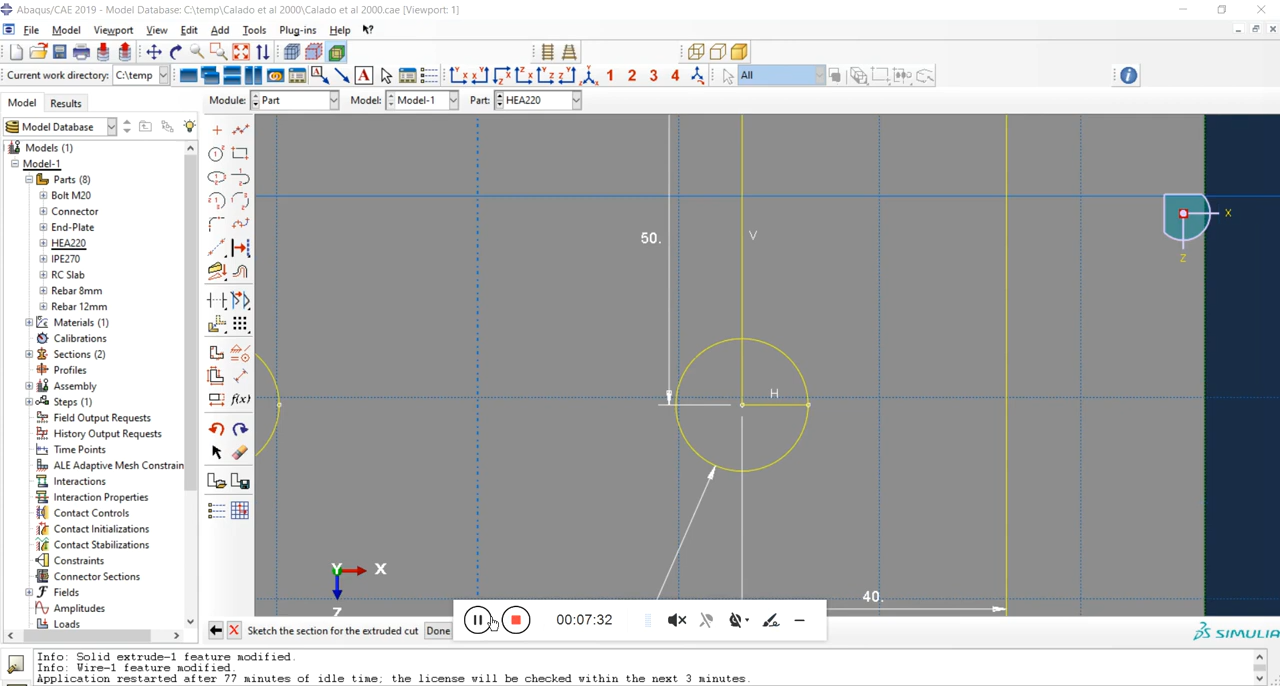 Abaqus/CAE 2019 - Model Database: C:\temp\Calado et al 2000\Calado et al 2000.cae [Viewport: 1]
File Model Viewport View Edit Add Tools Plug-ins Help
Current work directory: C:\temp
1 2 3 4 All
Model Results
Module: Part Model: Model-1 Part: HEA220
Model Database
Models (1)
Model-1
Parts (8)
Bolt M20
Connector
End-Plate
HEA220
IPE270
RC Slab
Rebar 8mm
Rebar 12mm
Materials (1)
Calibrations
Sections (2)
Profiles
Assembly
Steps (1)
Field Output Requests
History Output Requests
Time Points
ALE Adaptive Mesh Constrain
Interactions
Interaction Properties
Contact Controls
Contact Initializations
Contact Stabilizations
Constraints
Connector Sections
Fields
Amplitudes
Loads
f(x)
50.
V
H
40.
X
Z
Y X
Z
00:07:32
Sketch the section for the extruded cut Done
SIMULIA
Info: Solid extrude-1 feature modified.
Info: Wire-1 feature modified.
Application restarted after 77 minutes of idle time; the license will be checked within the next 3 minutes.